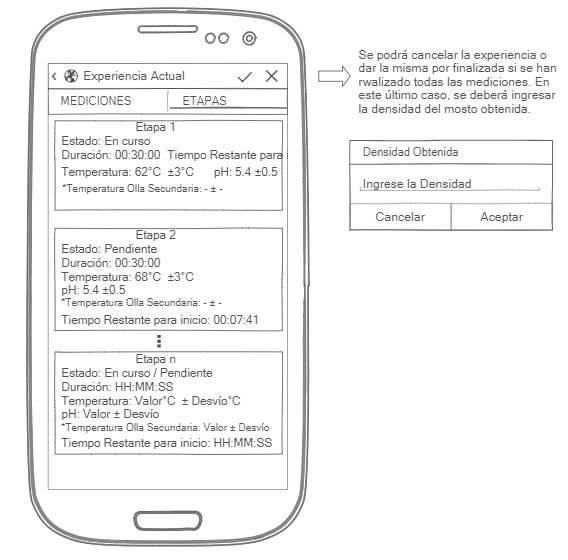 Experiencia Actual
MEDICIONES
ETAPAS
Etapa 1
Estado: En curso
Duración: 00:30:00 Tiempo Restante para i
Temperatura: 62°C ±3°C pH: 5.4 ±0.5
*Temperatura Olla Secundaria: - ± -
Etapa 2
Estado: Pendiente
Duración: 00:30:00
Temperatura: 68°C ±3°C
pH: 5.4 ±0.5
*Temperatura Olla Secundaria: - ± -
Tiempo Restante para inicio: 00:07:41
Etapa n
Estado: En curso / Pendiente
Duración: HH:MM:SS
Temperatura: Valor°C ± Desvío°C
pH: Valor ± Desvío
*Temperatura Olla Secundaria: Valor ± Desvío
Tiempo Restante para inicio: HH:MM:SS
Se podrá cancelar la experiencia o
dar la misma por finalizada si se han
rwalizado todas las mediciones. En
este último caso, se deberá ingresar
la densidad del mosto obtenida.
Densidad Obtenida
Ingrese la Densidad
Cancelar
Aceptar